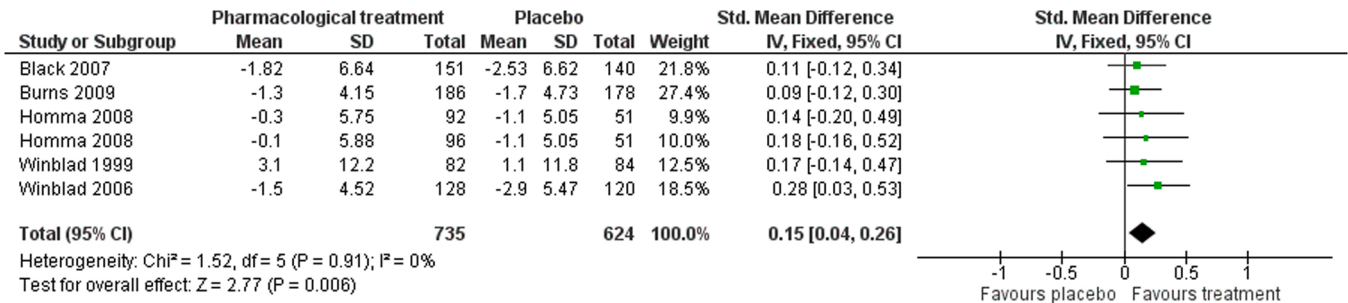 Pharmacological treatment Placebo Std. Mean Difference Std. Mean Difference
Study or Subgroup Mean SD Total Mean SD Total Weight IV, Fixed, 95% CI IV, Fixed, 95% CI
Black 2007 -1.82 6.64 151 -2.53 6.62 140 21.8% 0.11 [-0.12, 0.34]
Burns 2009 -1.3 4.15 186 -1.7 4.73 178 27.4% 0.09 [-0.12, 0.30]
Homma 2008 -0.3 5.75 92 -1.1 5.05 51 9.9% 0.14 [-0.20, 0.49]
Homma 2008 -0.1 5.88 96 -1.1 5.05 51 10.0% 0.18 [-0.16, 0.52]
Winblad 1999 3.1 12.2 82 1.1 11.8 84 12.5% 0.17 [-0.14, 0.47]
Winblad 2006 -1.5 4.52 128 -2.9 5.47 120 18.5% 0.28 [0.03, 0.53]
Total (95% CI) 735 624 100.0% 0.15 [0.04, 0.26]
Heterogeneity: Chi² = 1.52, df = 5 (P = 0.91); I² = 0%
Test for overall effect: Z = 2.77 (P = 0.006)
-1 -0.5 0 0.5 1
Favours placebo Favours treatment